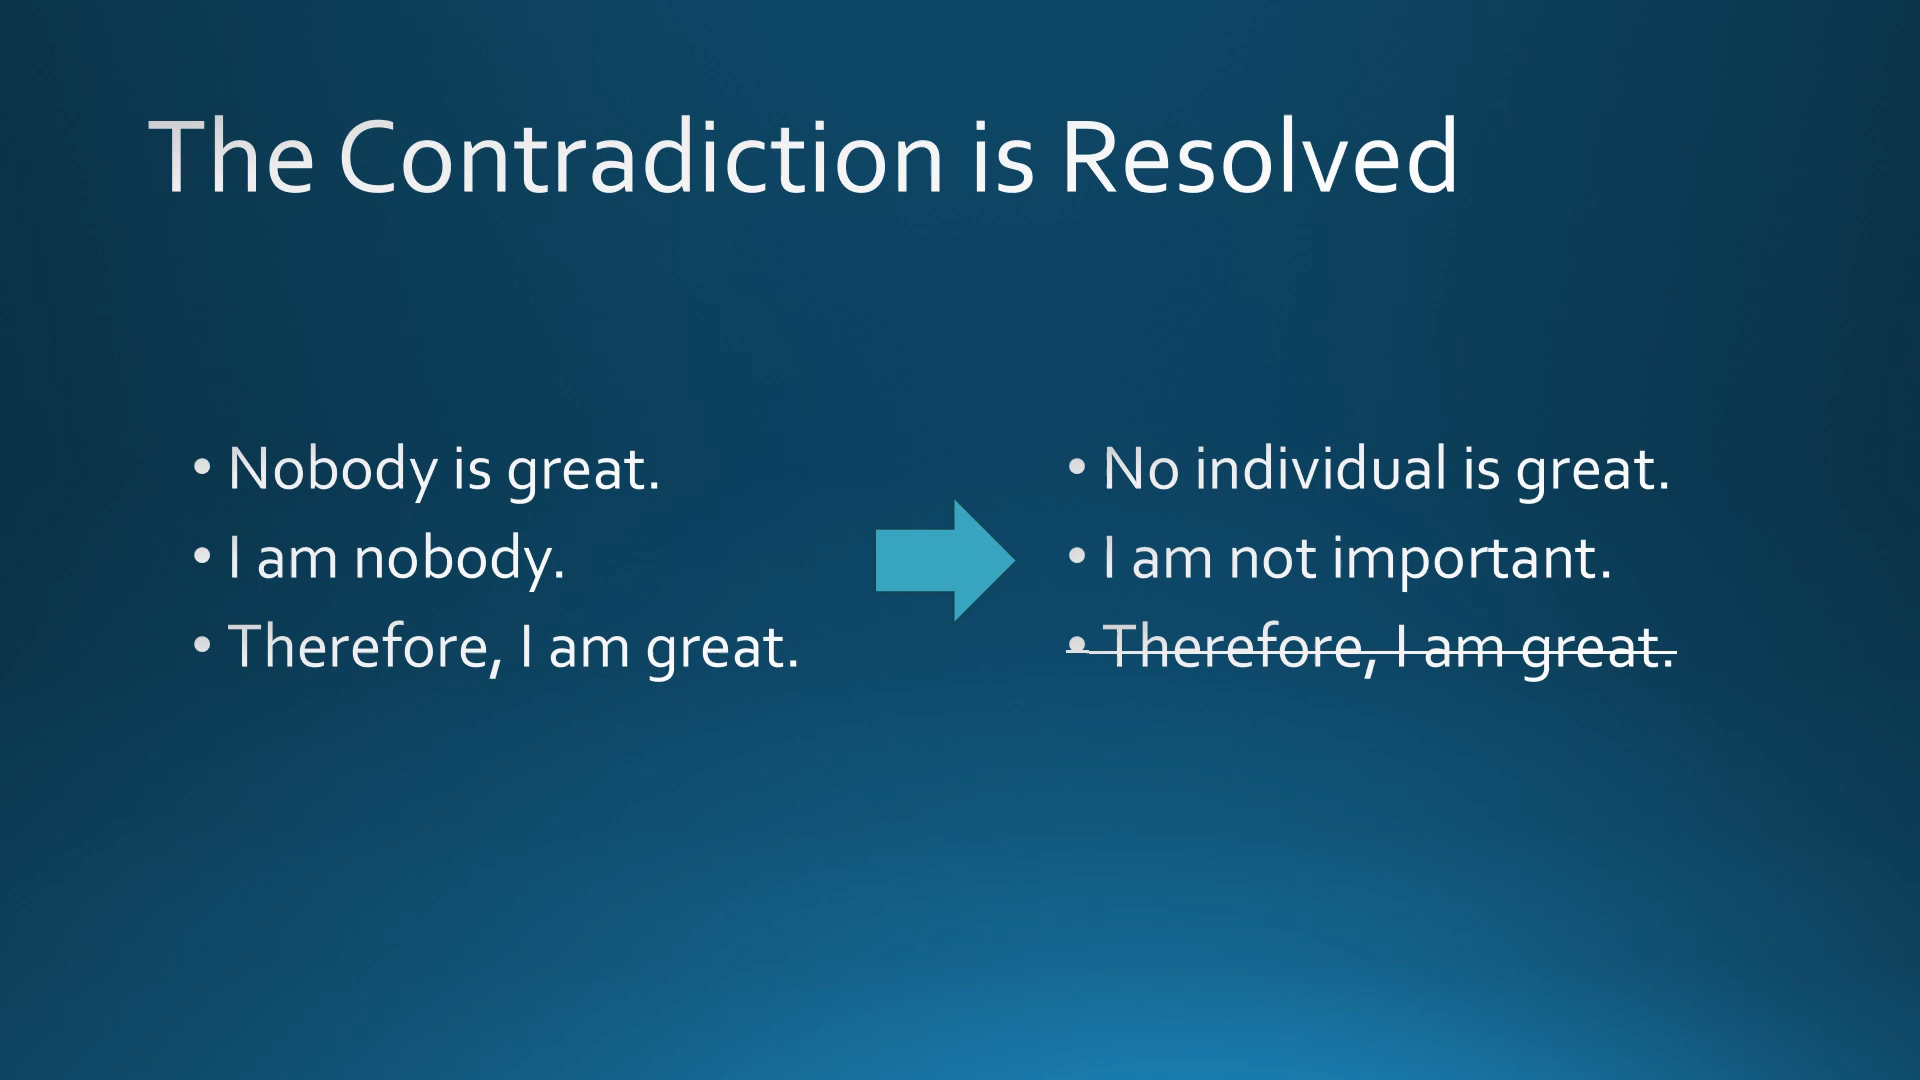 The Contradiction is Resolved
• Nobody is great.
• I am nobody.
• Therefore, I am great.
• No individual is great.
• I am not important.
• Therefore, I am great.